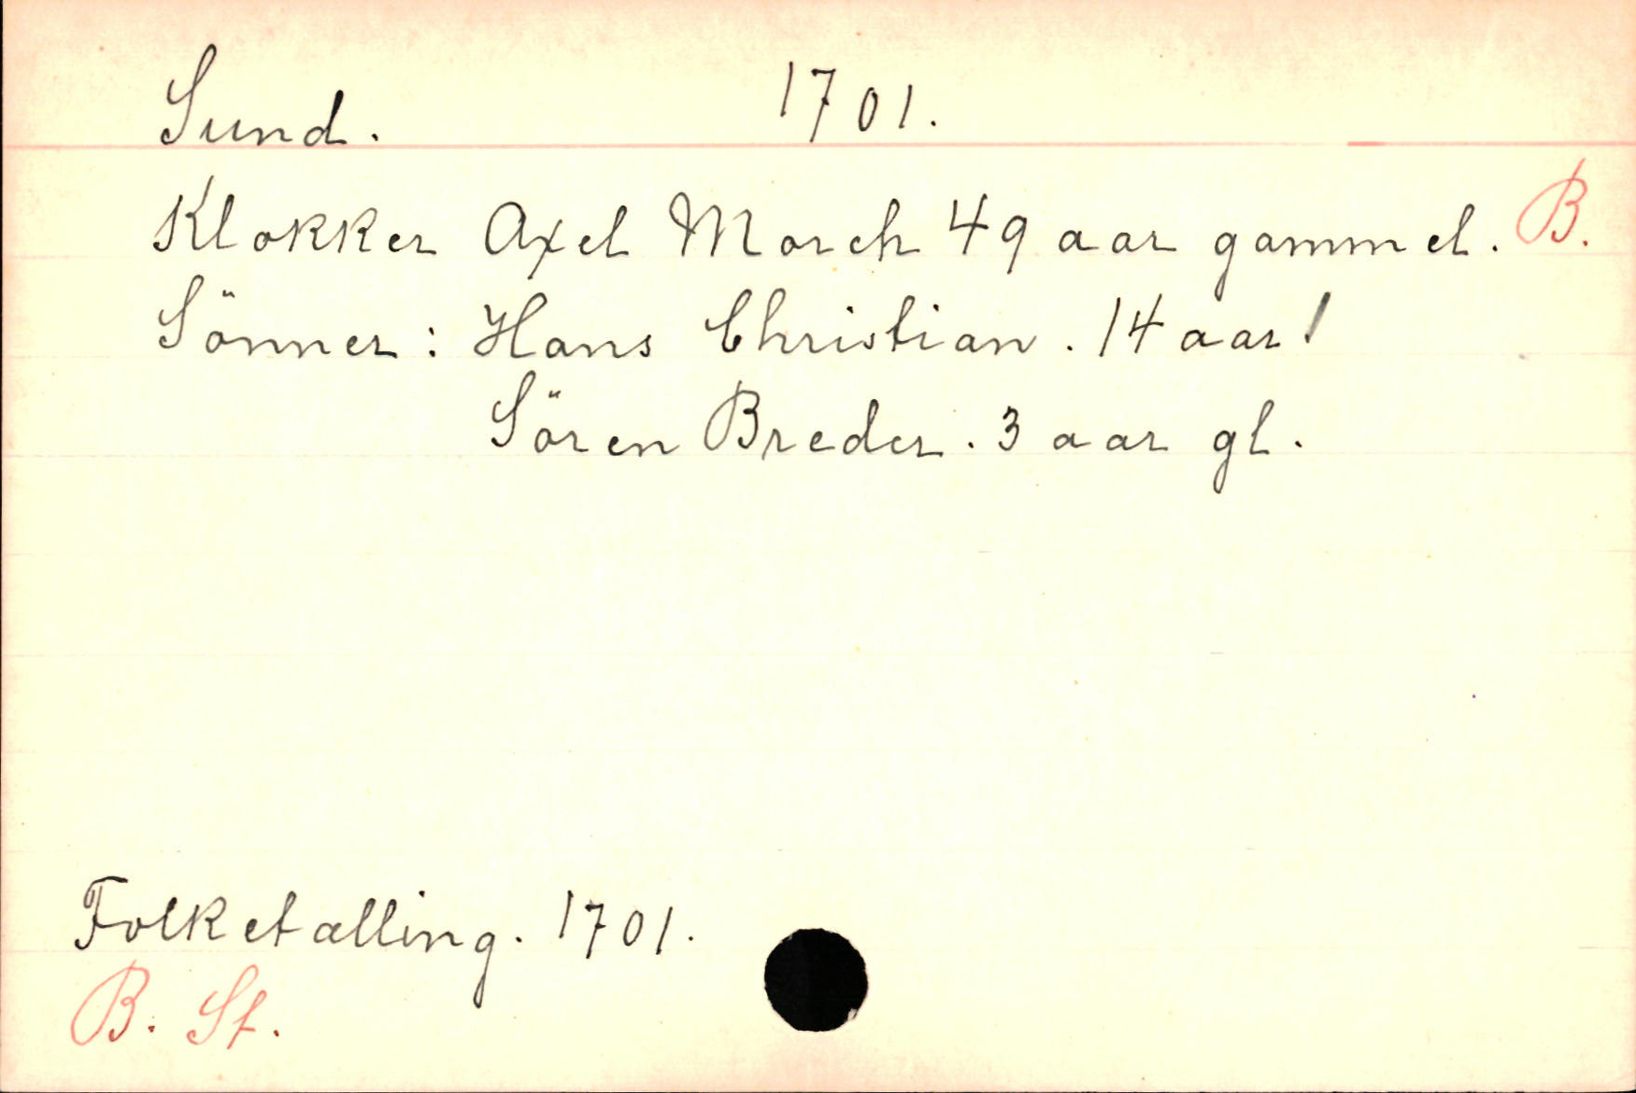 Sund. 1701.
Klokker Axel Morch 49 aar gammel. B.
Sönner: Hans Christian. 14 aar!
Sören Breder. 3 aar gl.
Folketælling. 1701.
B. St.